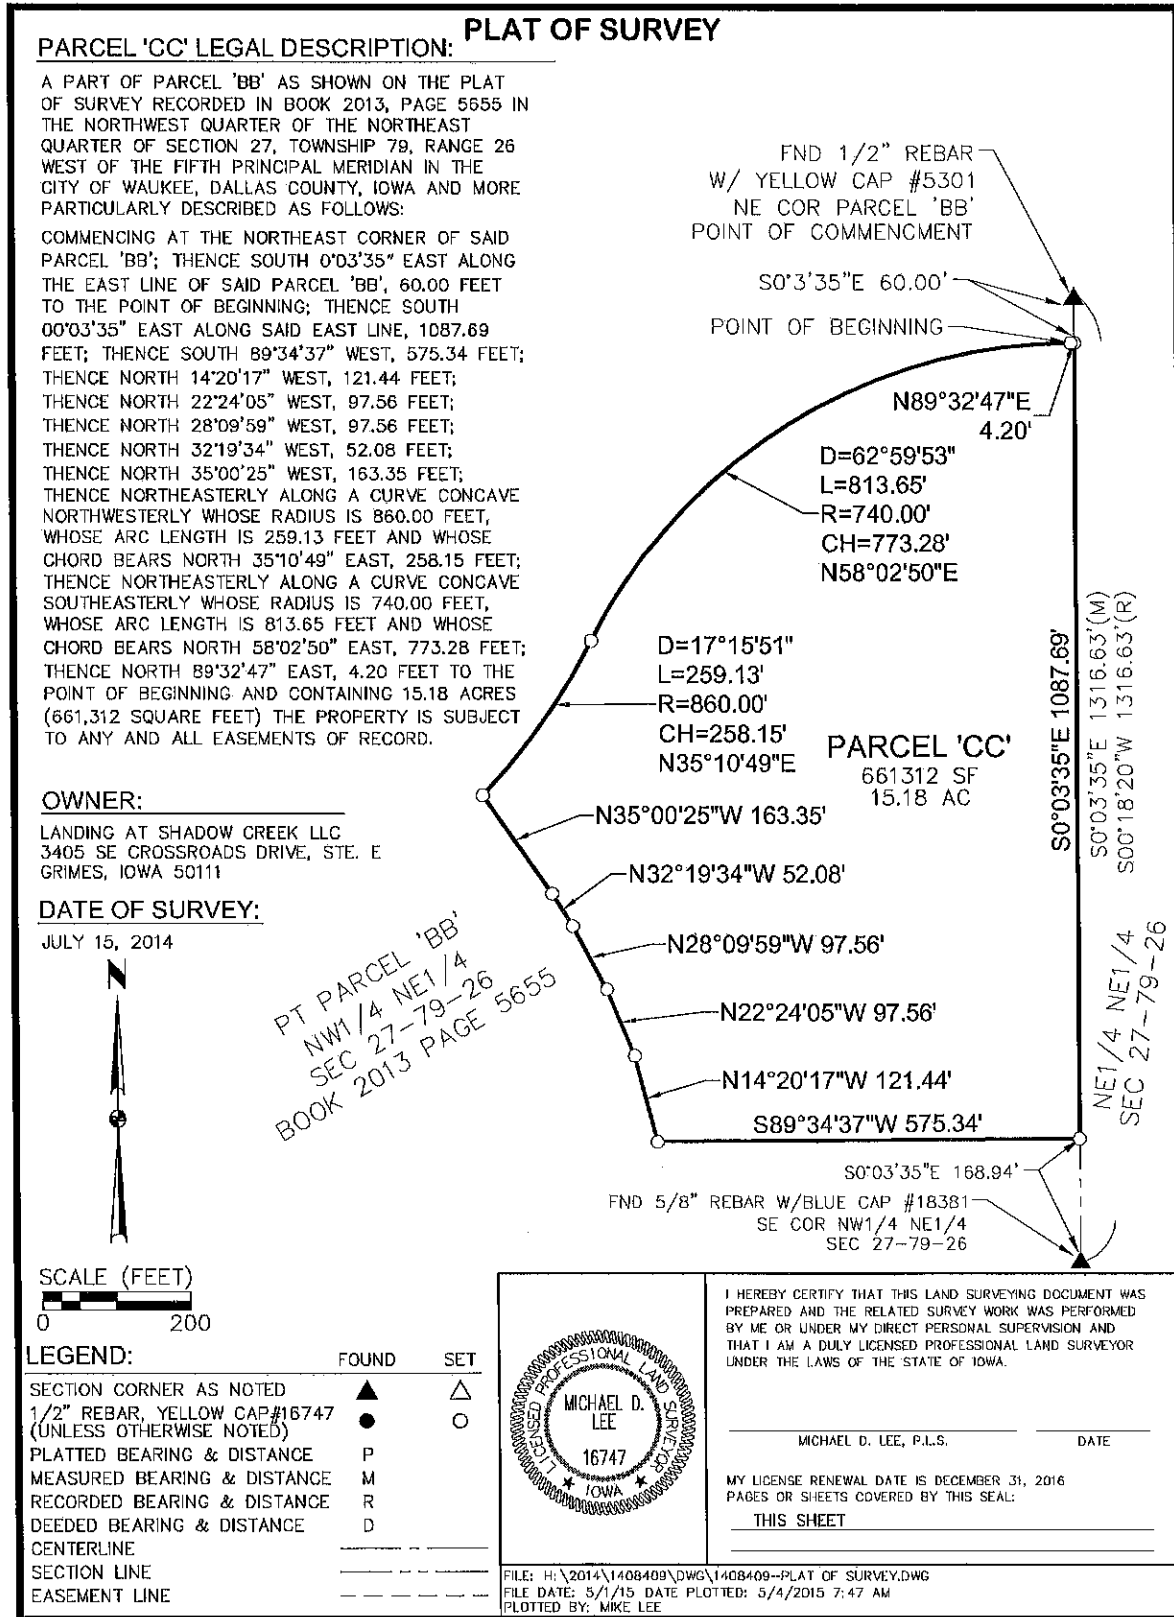 PLAT OF SURVEY
PARCEL 'CC' LEGAL DESCRIPTION:
A PART OF PARCEL 'BB' AS SHOWN ON THE PLAT
OF SURVEY RECORDED IN BOOK 2013, PAGE 5655 IN
THE NORTHWEST QUARTER OF THE NORTHEAST
QUARTER OF SECTION 27, TOWNSHIP 79, RANGE 26
WEST OF THE FIFTH PRINCIPAL MERIDIAN IN THE
CITY OF WAUKEE, DALLAS COUNTY, IOWA AND MORE
PARTICULARLY DESCRIBED AS FOLLOWS:
COMMENCING AT THE NORTHEAST CORNER OF SAID
PARCEL 'BB'; THENCE SOUTH 0°03'35" EAST ALONG
THE EAST LINE OF SAID PARCEL 'BB', 60.00 FEET
TO THE POINT OF BEGINNING; THENCE SOUTH
00°03'35" EAST ALONG SAID EAST LINE, 1087.69
FEET; THENCE SOUTH 89°34'37" WEST, 575.34 FEET;
THENCE NORTH 14°20'17" WEST, 121.44 FEET;
THENCE NORTH 22°24'05" WEST, 97.56 FEET;
THENCE NORTH 28°09'59" WEST, 97.56 FEET;
THENCE NORTH 32°19'34" WEST, 52.08 FEET;
THENCE NORTH 35°00'25" WEST, 163.35 FEET;
THENCE NORTHEASTERLY ALONG A CURVE CONCAVE
NORTHWESTERLY WHOSE RADIUS IS 860.00 FEET,
WHOSE ARC LENGTH IS 259.13 FEET AND WHOSE
CHORD BEARS NORTH 35°10'49" EAST, 258.15 FEET;
THENCE NORTHEASTERLY ALONG A CURVE CONCAVE
SOUTHEASTERLY WHOSE RADIUS IS 740.00 FEET,
WHOSE ARC LENGTH IS 813.65 FEET AND WHOSE
CHORD BEARS NORTH 58°02'50" EAST, 773.28 FEET;
THENCE NORTH 89°32'47" EAST, 4.20 FEET TO THE
POINT OF BEGINNING AND CONTAINING 15.18 ACRES
(661,312 SQUARE FEET) THE PROPERTY IS SUBJECT
TO ANY AND ALL EASEMENTS OF RECORD.
OWNER:
LANDING AT SHADOW CREEK LLC
3405 SE CROSSROADS DRIVE, STE. E
GRIMES, IOWA 50111
DATE OF SURVEY:
JULY 15, 2014
N
SCALE (FEET)
0 200
FND 1/2" REBAR
W/ YELLOW CAP #5301
NE COR PARCEL 'BB'
POINT OF COMMENCMENT
S0°3'35"E 60.00'
POINT OF BEGINNING
N89°32'47"E
4.20'
D=62°59'53"
L=813.65'
R=740.00'
CH=773.28'
N58°02'50"E
D=17°15'51"
L=259.13'
R=860.00'
CH=258.15'
N35°10'49"E
PARCEL 'CC'
661312 SF
15.18 AC
S0°03'35"E 1087.69'
S0°03'35"E 1316.63'(M)
S00°18'20"W 1316.63'(R)
N35°00'25"W 163.35'
N32°19'34"W 52.08'
N28°09'59"W 97.56'
N22°24'05"W 97.56'
N14°20'17"W 121.44'
S89°34'37"W 575.34'
PT PARCEL 'BB'
NW1/4 NE1/4
SEC 27-79-26
BOOK 2013 PAGE 5655
NE1/4 NE1/4
SEC 27-79-26
S0°03'35"E 168.94'
FND 5/8" REBAR W/BLUE CAP #18381
SE COR NW1/4 NE1/4
SEC 27-79-26
LEGEND: FOUND SET
SECTION CORNER AS NOTED
1/2" REBAR, YELLOW CAP#16747
(UNLESS OTHERWISE NOTED)
PLATTED BEARING & DISTANCE P
MEASURED BEARING & DISTANCE M
RECORDED BEARING & DISTANCE R
DEEDED BEARING & DISTANCE D
CENTERLINE
SECTION LINE
EASEMENT LINE
LICENSED PROFESSIONAL LAND SURVEYOR
MICHAEL D.
LEE
16747
IOWA
I HEREBY CERTIFY THAT THIS LAND SURVEYING DOCUMENT WAS
PREPARED AND THE RELATED SURVEY WORK WAS PERFORMED
BY ME OR UNDER MY DIRECT PERSONAL SUPERVISION AND
THAT I AM A DULY LICENSED PROFESSIONAL LAND SURVEYOR
UNDER THE LAWS OF THE STATE OF IOWA.
MICHAEL D. LEE, P.L.S. DATE
MY LICENSE RENEWAL DATE IS DECEMBER 31, 2016
PAGES OR SHEETS COVERED BY THIS SEAL:
THIS SHEET
FILE: H:\2014\1408409\DWG\1408409--PLAT OF SURVEY.DWG
FILE DATE: 5/1/15 DATE PLOTTED: 5/4/2015 7:47 AM
PLOTTED BY: MIKE LEE